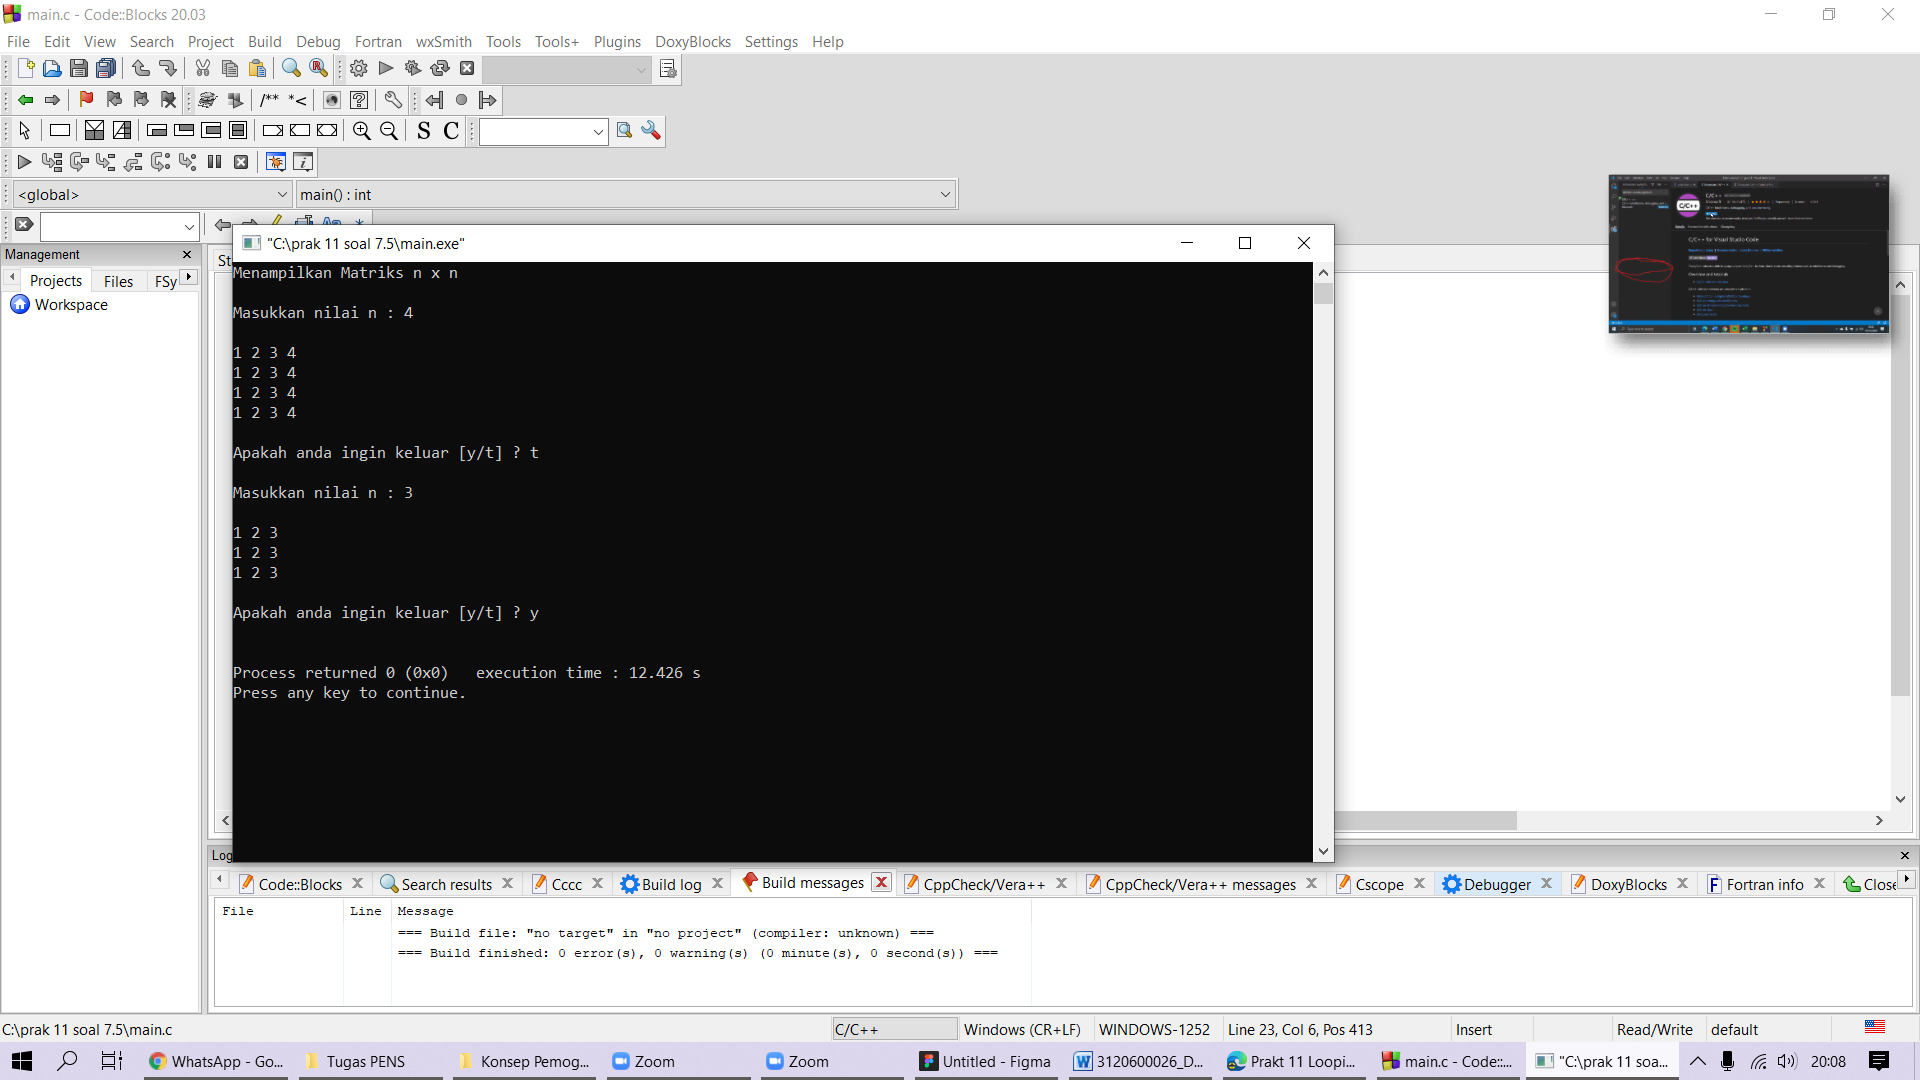 main.c - Code::Blocks 20.03
File Edit View Search Project Build Debug Fortran wxSmith Tools Tools+ Plugins DoxyBlocks Settings Help
/** *<
S C
<global> main() : int
"C:\prak 11 soal 7.5\main.exe"
Management
Projects Files FSy
Workspace
St
Menampilkan Matriks n x n
Masukkan nilai n : 4
1 2 3 4
1 2 3 4
1 2 3 4
1 2 3 4
Apakah anda ingin keluar [y/t] ? t
Masukkan nilai n : 3
1 2 3
1 2 3
1 2 3
Apakah anda ingin keluar [y/t] ? y
Process returned 0 (0x0)   execution time : 12.426 s
Press any key to continue.
C/C++
C/C++ for Visual Studio Code
Log
Code::Blocks Search results Cccc Build log Build messages CppCheck/Vera++ CppCheck/Vera++ messages Cscope Debugger DoxyBlocks Fortran info Close
File Line Message
=== Build file: "no target" in "no project" (compiler: unknown) ===
=== Build finished: 0 error(s), 0 warning(s) (0 minute(s), 0 second(s)) ===
C:\prak 11 soal 7.5\main.c C/C++ Windows (CR+LF) WINDOWS-1252 Line 23, Col 6, Pos 413 Insert Read/Write default
WhatsApp - Go... Tugas PENS Konsep Pemog... Zoom Zoom Untitled - Figma 3120600026_D... Prakt 11 Loopi... main.c - Code::... "C:\prak 11 soa... 20:08